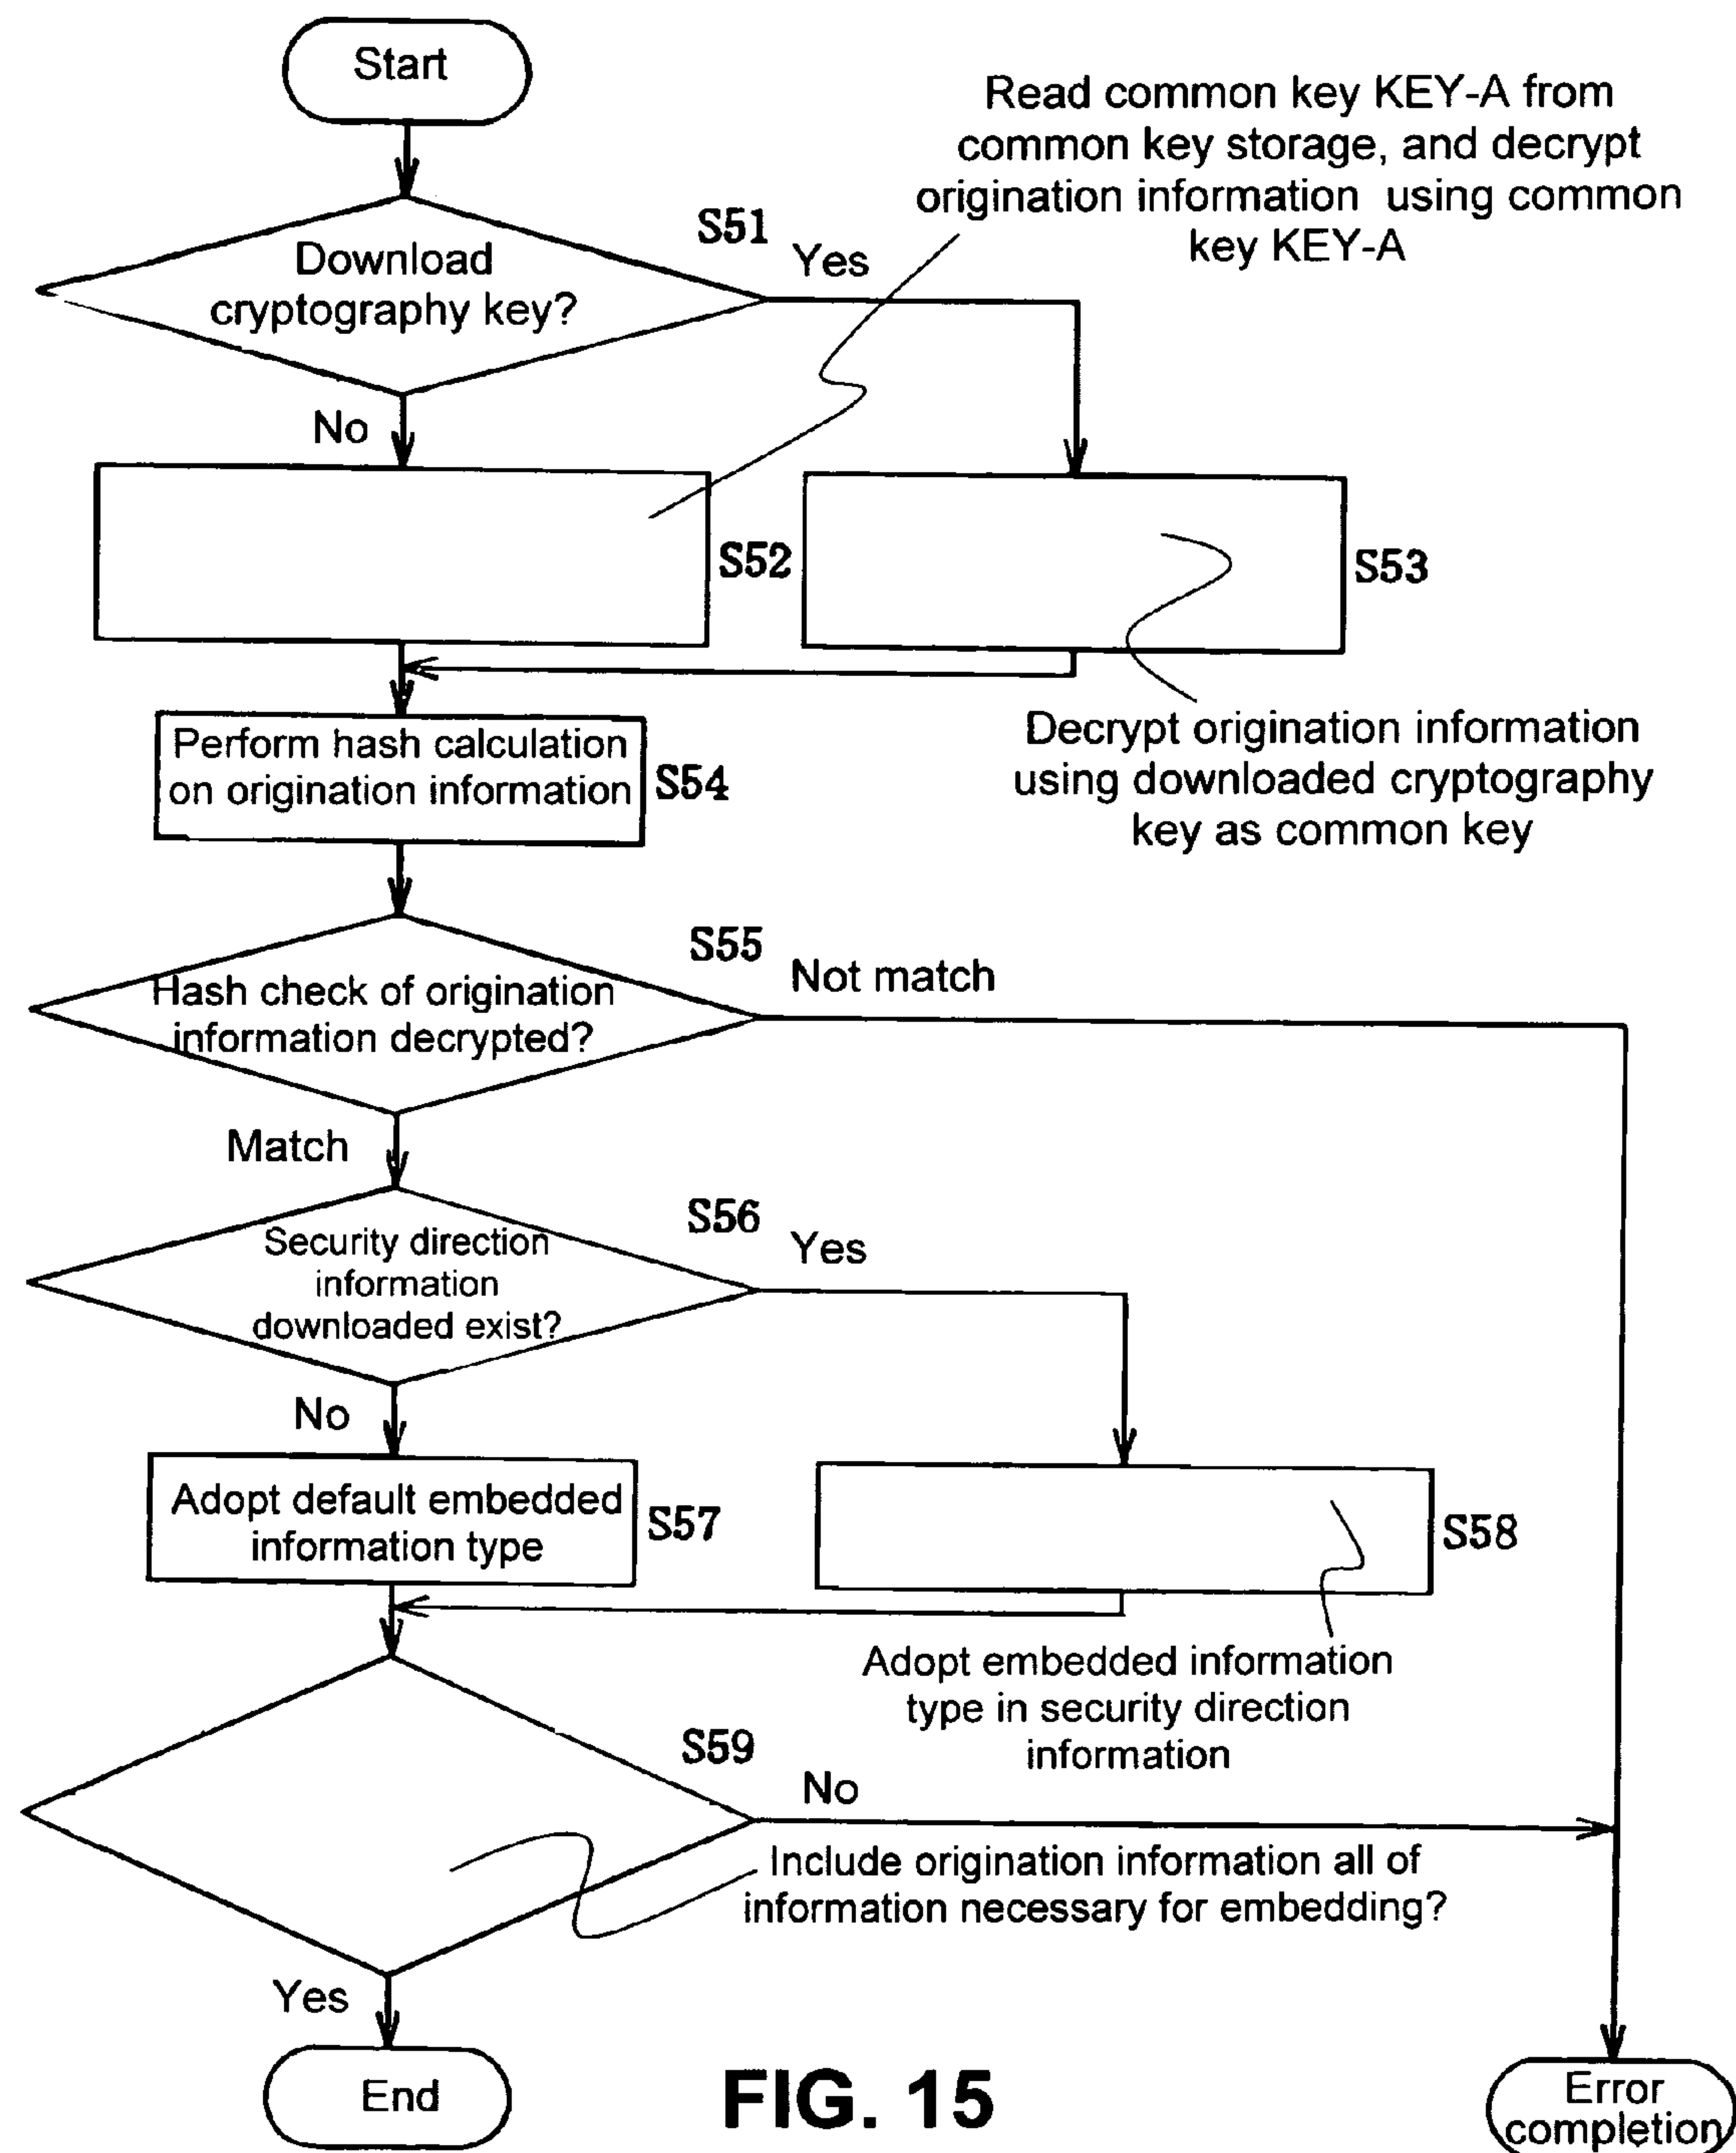 Start
Read common key KEY-A from
common key storage, and decrypt
origination information using common
key KEY-A
S51
Yes
Download
cryptography key?
No
S52
S53
Decrypt origination information
using downloaded cryptography
key as common key
Perform hash calculation
on origination information
S54
S55
Not match
Hash check of origination
information decrypted?
Match
S56
Yes
Security direction
information
downloaded exist?
No
Adopt default embedded
information type
S57
S58
Adopt embedded information
type in security direction
information
S59
No
Include origination information all of
information necessary for embedding?
Yes
End
FIG. 15
Error
completion